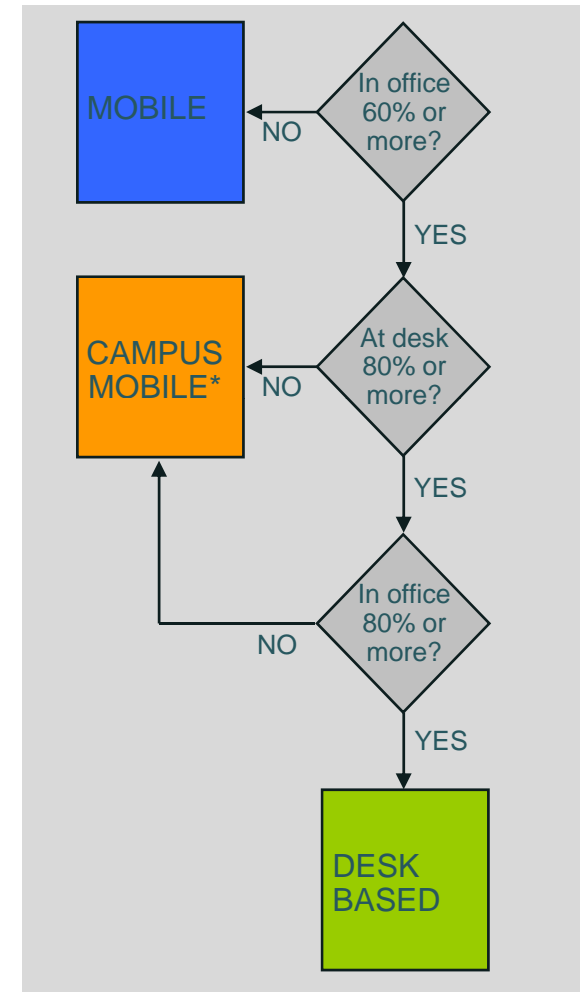 MOBILE
In office
60% or
more?
NO
YES
CAMPUS
MOBILE*
At desk
80% or
more?
NO
YES
In office
80% or
more?
NO
YES
DESK
BASED